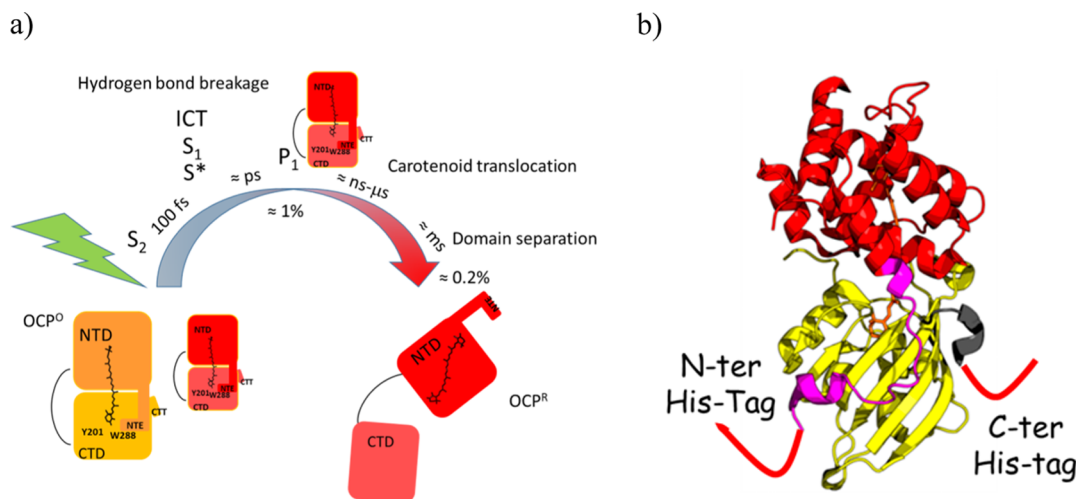 a)
Hydrogen bond breakage
ICT
S1
S*
S2
100 fs
≈ ps
P1
≈ 1%
≈ ns-μs
≈ ms
≈ 0.2%
NTD
Y201 W288
NTE
CTT
CTD
Carotenoid translocation
Domain separation
OCPO
NTD
Y201
W288
NTE
CTT
CTD
NTD
Y201 W288
NTE
CTT
CTD
NTE
NTD
CTD
OCPR
b)
N-ter
His-Tag
C-ter
His-tag